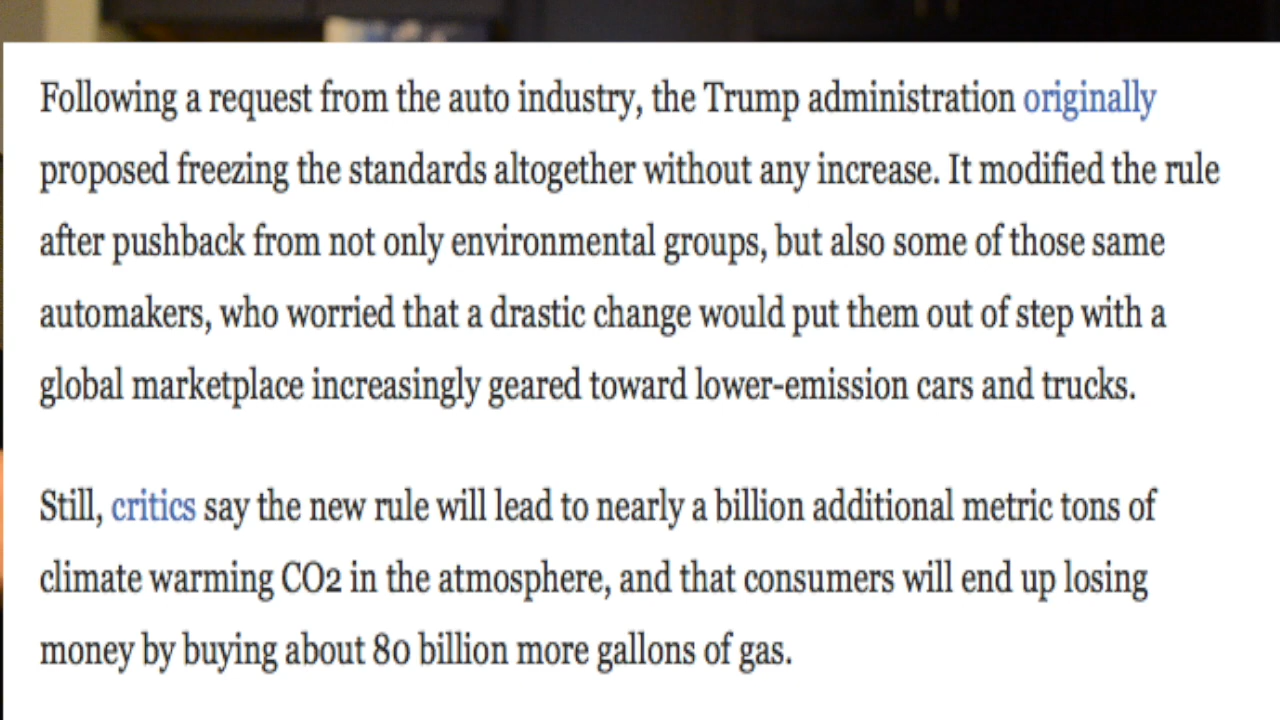 Following a request from the auto industry, the Trump administration originally
proposed freezing the standards altogether without any increase. It modified the rule
after pushback from not only environmental groups, but also some of those same
automakers, who worried that a drastic change would put them out of step with a
global marketplace increasingly geared toward lower-emission cars and trucks.
Still, critics say the new rule will lead to nearly a billion additional metric tons of
climate warming CO2 in the atmosphere, and that consumers will end up losing
money by buying about 80 billion more gallons of gas.